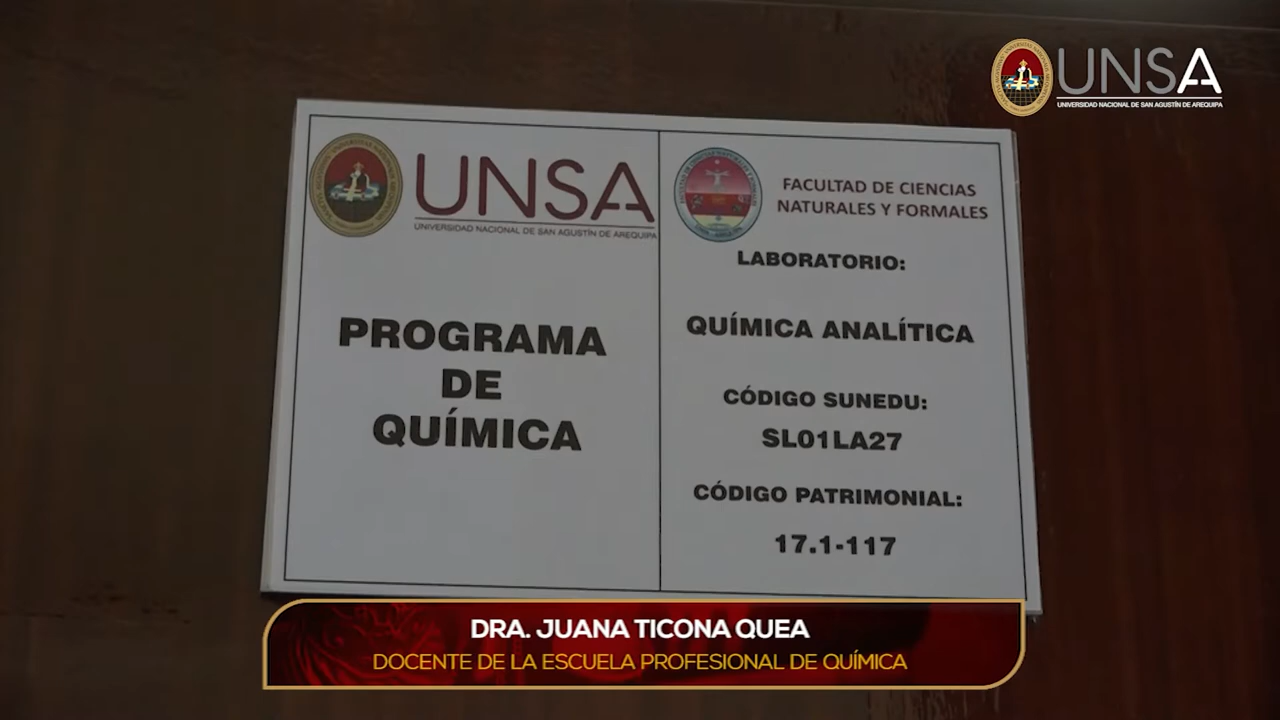 UNSA
UNIVERSIDAD NACIONAL DE SAN AGUSTÍN DE AREQUIPA
UNSA
UNIVERSIDAD NACIONAL DE SAN AGUSTÍN DE AREQUIPA
PROGRAMA
DE
QUÍMICA
FACULTAD DE CIENCIAS
NATURALES Y FORMALES
LABORATORIO:
QUÍMICA ANALÍTICA
CÓDIGO SUNEDU:
SL01LA27
CÓDIGO PATRIMONIAL:
17.1-117
DRA. JUANA TICONA QUEA
DOCENTE DE LA ESCUELA PROFESIONAL DE QUÍMICA